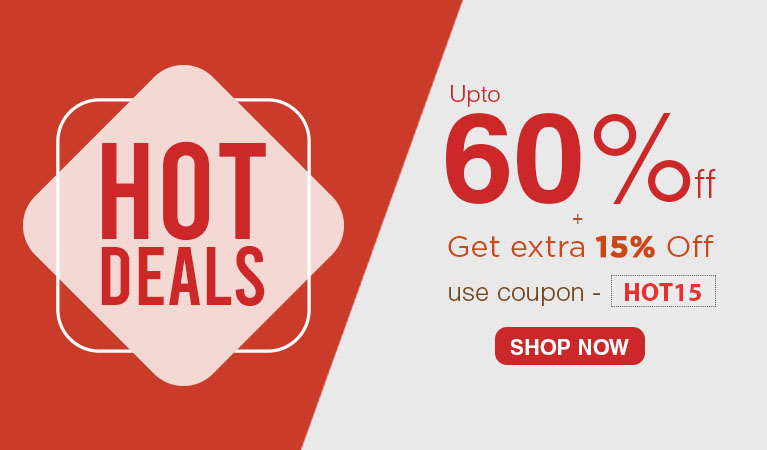 HOT
DEALS
Upto
60%off
+
Get extra 15% Off
use coupon - HOT15
SHOP NOW